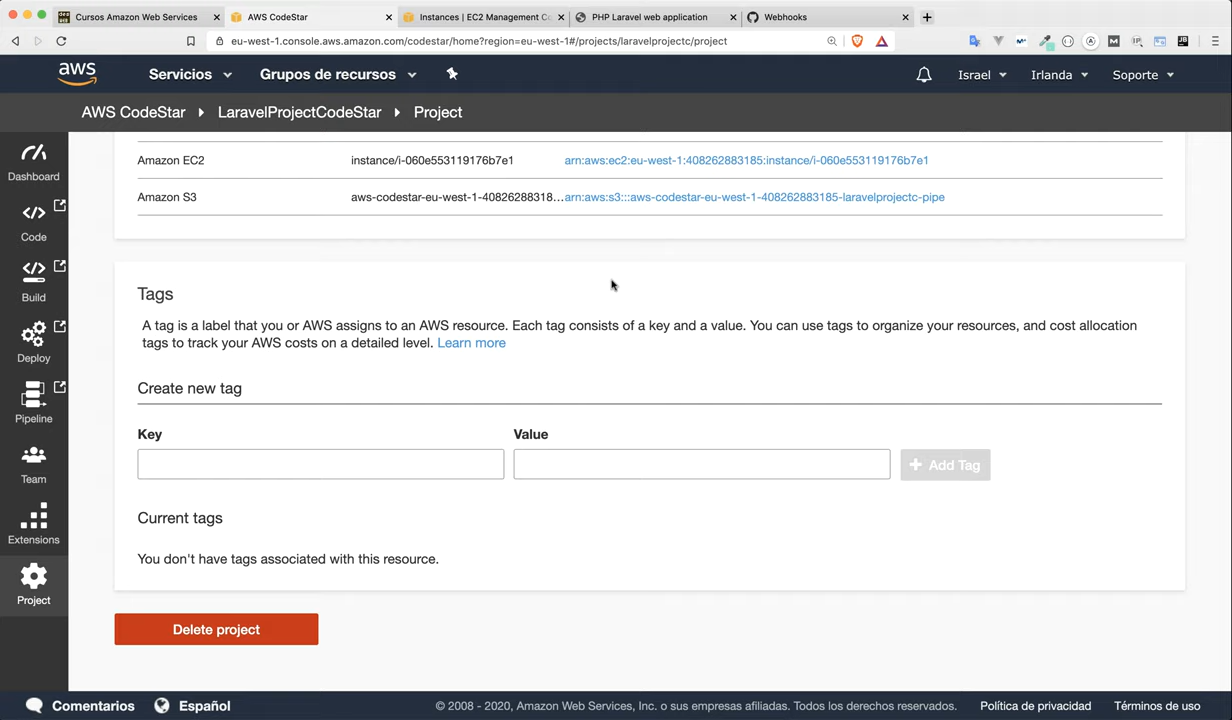 Cursos Amazon Web Services
AWS CodeStar
Instances | EC2 Management Co
PHP Laravel web application
Webhooks
eu-west-1.console.aws.amazon.com/codestar/home?region=eu-west-1#/projects/laravelprojectc/project
aws
Servicios
Grupos de recursos
Israel
Irlanda
Soporte
AWS CodeStar
LaravelProjectCodeStar
Project
Dashboard
Code
Build
Deploy
Pipeline
Team
Extensions
Project
Amazon EC2 instance/i-060e553119176b7e1 arn:aws:ec2:eu-west-1:408262883185:instance/i-060e553119176b7e1
Amazon S3 aws-codestar-eu-west-1-40826288318... arn:aws:s3:::aws-codestar-eu-west-1-408262883185-laravelprojectc-pipe
Tags
A tag is a label that you or AWS assigns to an AWS resource. Each tag consists of a key and a value. You can use tags to organize your resources, and cost allocation
tags to track your AWS costs on a detailed level. Learn more
Create new tag
Key
Value
+ Add Tag
Current tags
You don't have tags associated with this resource.
Delete project
Comentarios
Español
© 2008 - 2020, Amazon Web Services, Inc. o sus empresas afiliadas. Todos los derechos reservados.
Política de privacidad
Términos de uso